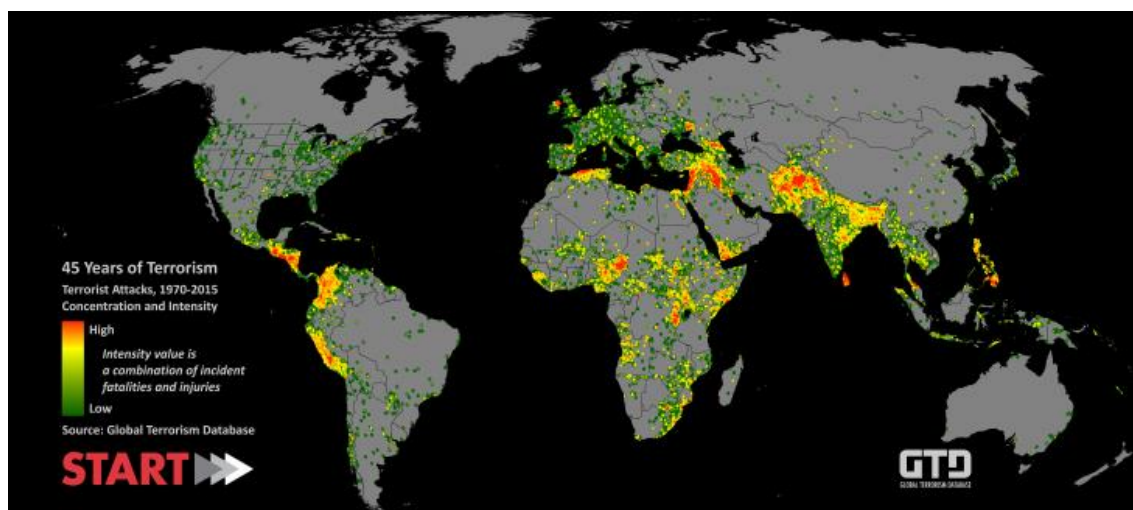 45 Years of Terrorism
Terrorist Attacks, 1970-2015
Concentration and Intensity
High
Intensity value is
a combination of incident
fatalities and injuries
Low
Source: Global Terrorism Database
START
GTD
GLOBAL TERRORISM DATABASE